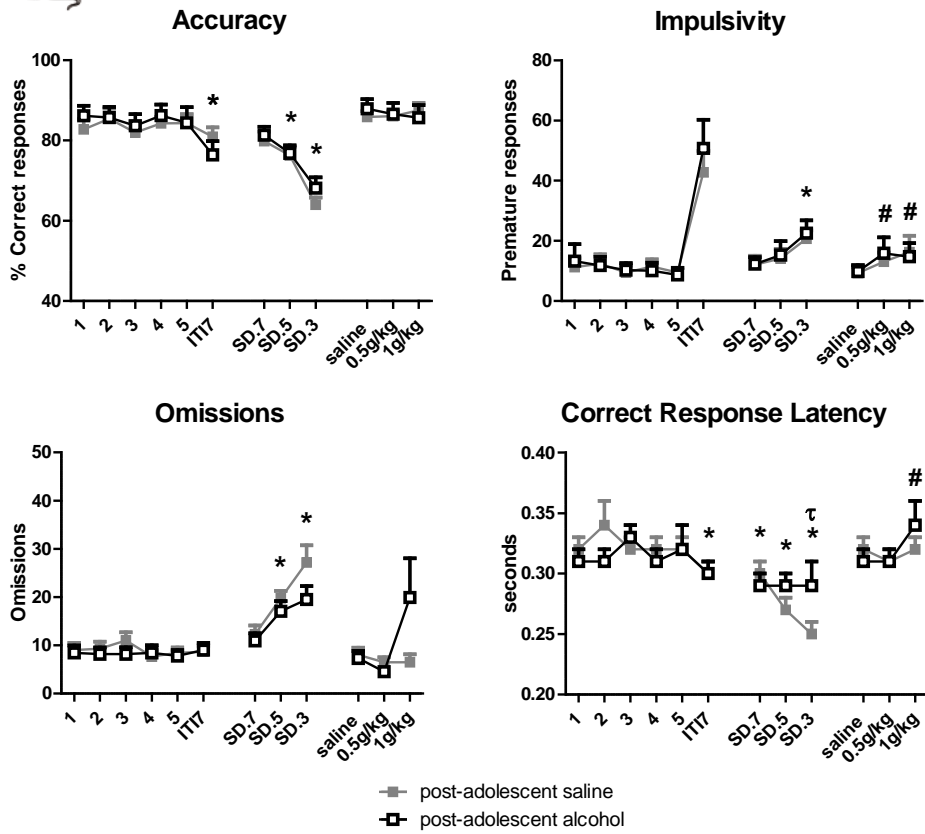 Accuracy
% Correct responses
100
80
60
40
*
*
*
1
2
3
4
5
ITI7
SD.7
SD.5
SD.3
saline
0.5g/kg
1g/kg
Impulsivity
Premature responses
80
60
40
20
0
*
#
#
1
2
3
4
5
ITI7
SD.7
SD.5
SD.3
saline
0.5g/kg
1g/kg
Omissions
Omissions
50
40
30
20
10
0
*
*
1
2
3
4
5
ITI7
SD.7
SD.5
SD.3
saline
0.5g/kg
1g/kg
Correct Response Latency
seconds
0.40
0.35
0.30
0.25
0.20
*
*
*
τ
*
#
1
2
3
4
5
ITI7
SD.7
SD.5
SD.3
saline
0.5g/kg
1g/kg
post-adolescent saline
post-adolescent alcohol